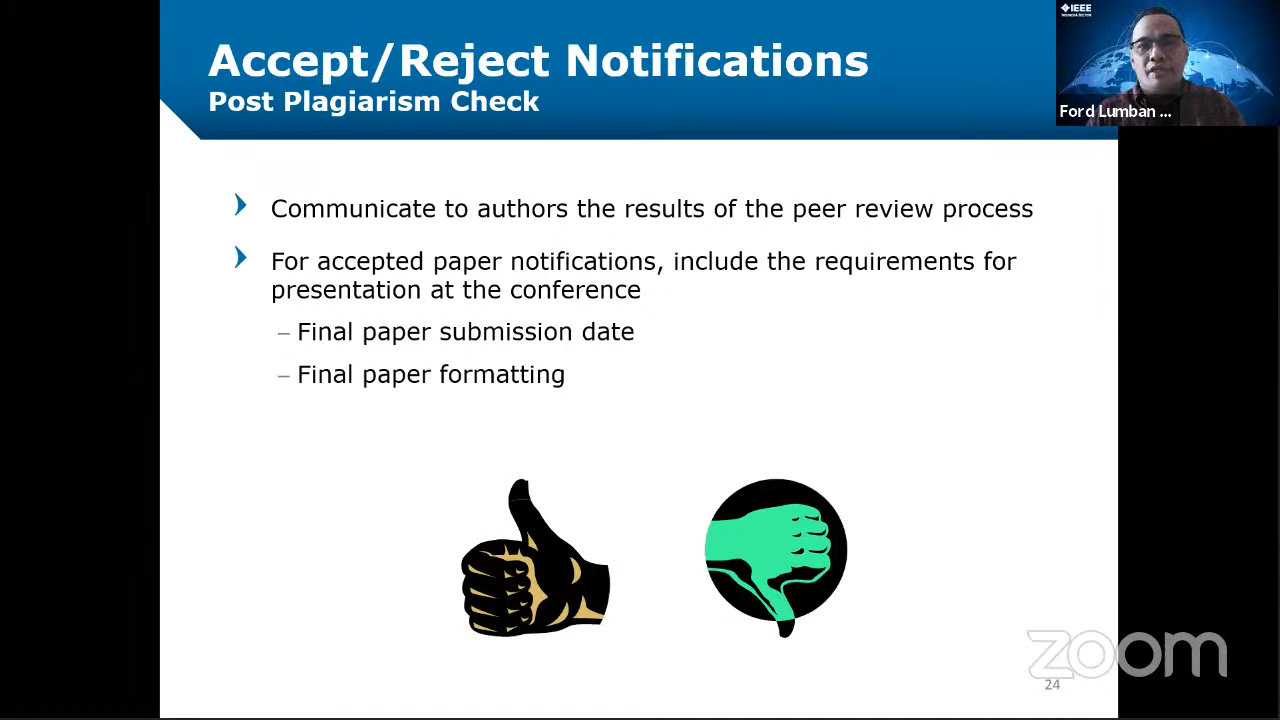 Accept/Reject Notifications
Post Plagiarism Check
IEEE
INDONESIA SECTION
Ford Lumban ...
Communicate to authors the results of the peer review process
For accepted paper notifications, include the requirements for
presentation at the conference
– Final paper submission date
– Final paper formatting
zoom
24